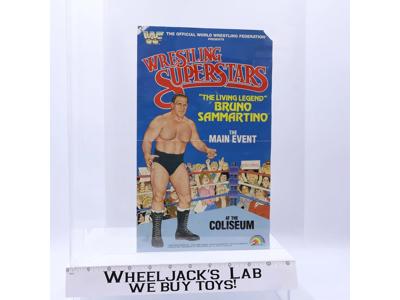 WF
THE OFFICIAL WORLD WRESTLING FEDERATION
PRESENTS
WRESTLING
SUPERSTARS
"THE LIVING LEGEND"
BRUNO
SAMMARTINO
THE
MAIN EVENT
AT THE
COLISEUM
LJN
WHEELJACK'S LAB
WE BUY TOYS!